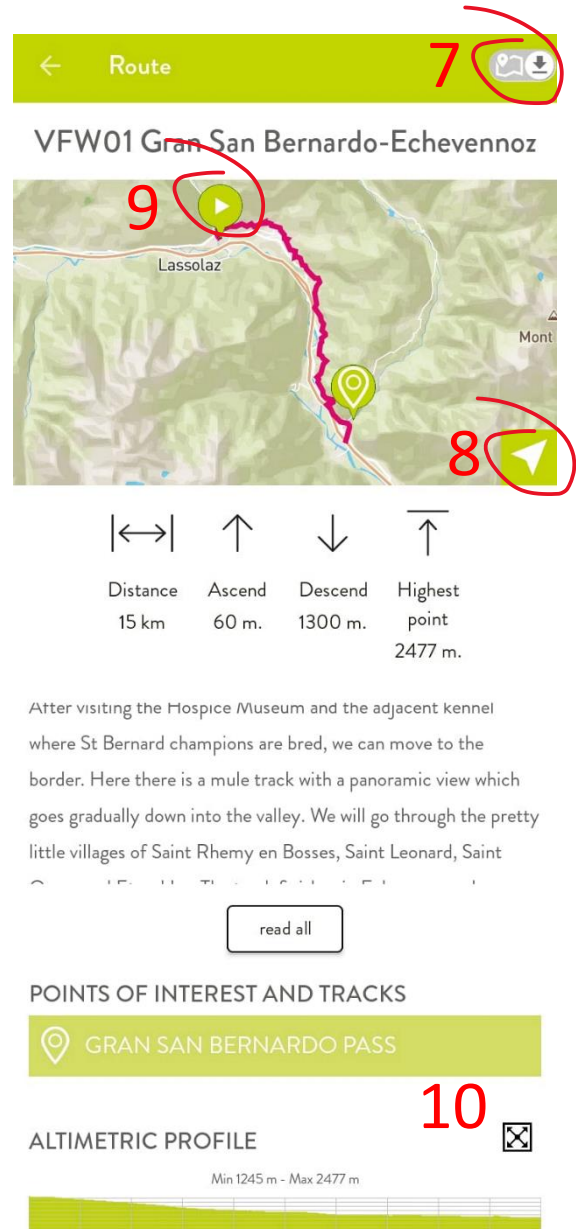 Route
7
VFW01 Gran San Bernardo-Echevennoz
9
Lassolaz
Mont
8
Distance
15 km
Ascend
60 m.
Descend
1300 m.
Highest
point
2477 m.
After visiting the Hospice Museum and the adjacent kennel
where St Bernard champions are bred, we can move to the
border. Here there is a mule track with a panoramic view which
goes gradually down into the valley. We will go through the pretty
little villages of Saint Rhemy en Bosses, Saint Leonard, Saint
read all
POINTS OF INTEREST AND TRACKS
GRAN SAN BERNARDO PASS
10
ALTIMETRIC PROFILE
Min 1245 m - Max 2477 m